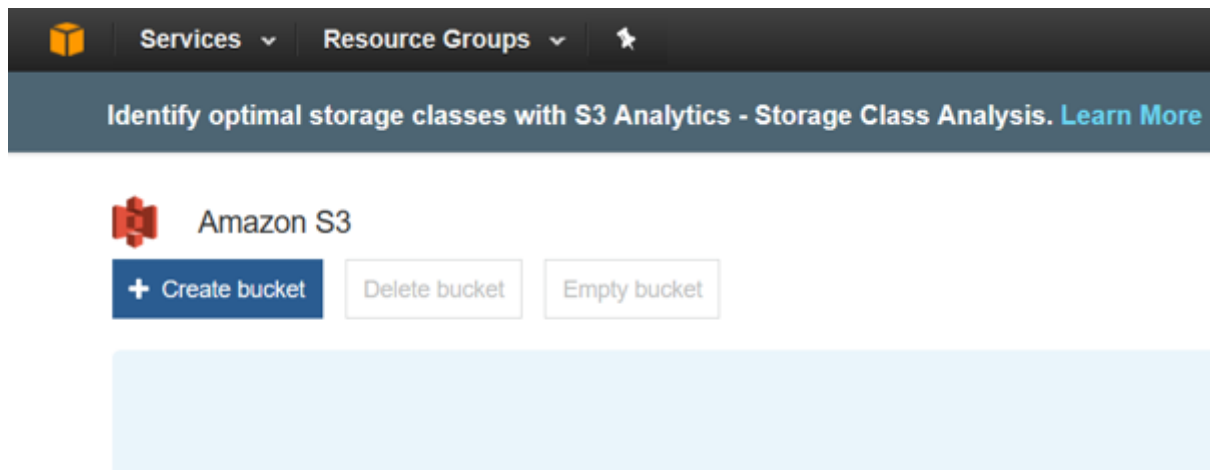 Services Resource Groups
Identify optimal storage classes with S3 Analytics - Storage Class Analysis. Learn More
Amazon S3
+ Create bucket Delete bucket Empty bucket